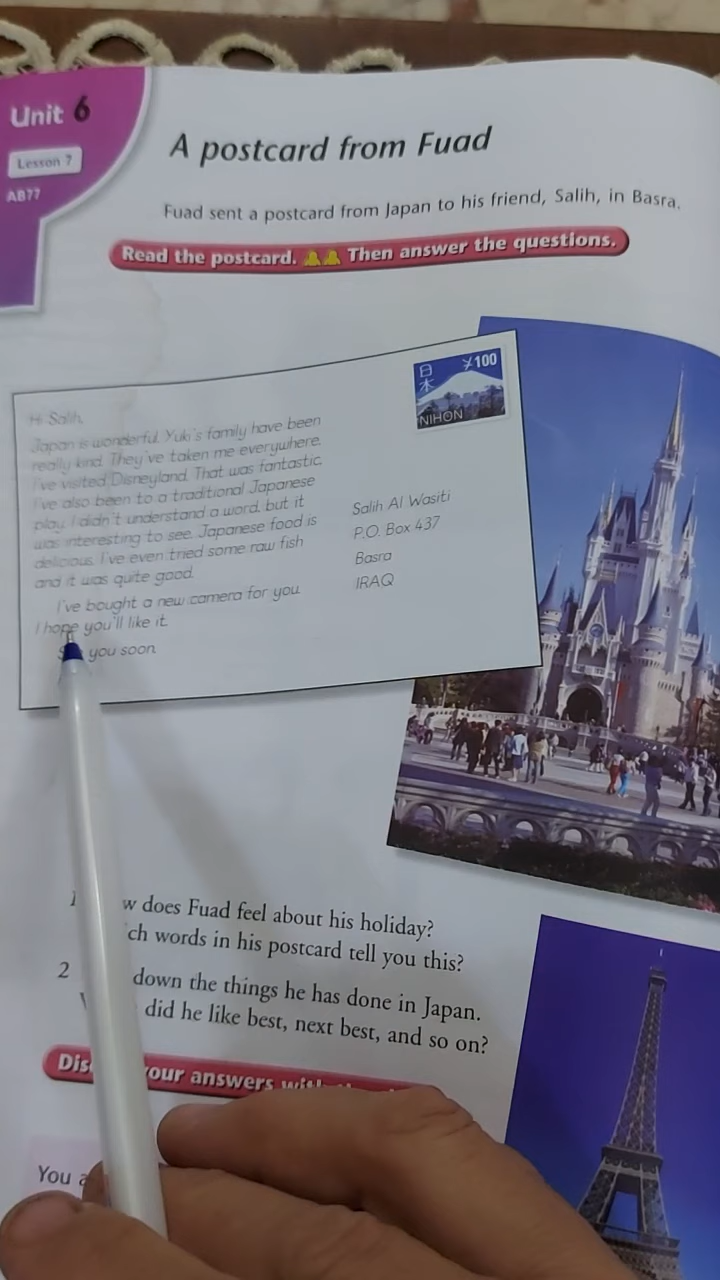 Unit 6
Lesson 7
AB77
A postcard from Fuad
Fuad sent a postcard from Japan to his friend, Salih, in Basra.
Read the postcard. Then answer the questions.
Hi Salih,
Japan is wonderful. Yuki's family have been
really kind. They've taken me everywhere.
I've visited Disneyland. That was fantastic.
I've also been to a traditional Japanese
play. I didn't understand a word, but it
was interesting to see. Japanese food is
delicious. I've even tried some raw fish
and it was quite good.
I've bought a new camera for you.
I hope you'll like it.
you soon
日本
¥100
NIHON
Salih Al Wasiti
P.O. Box 437
Basra
IRAQ
1 w does Fuad feel about his holiday?
ch words in his postcard tell you this?
2 down the things he has done in Japan.
did he like best, next best, and so on?
Dis your answers
You